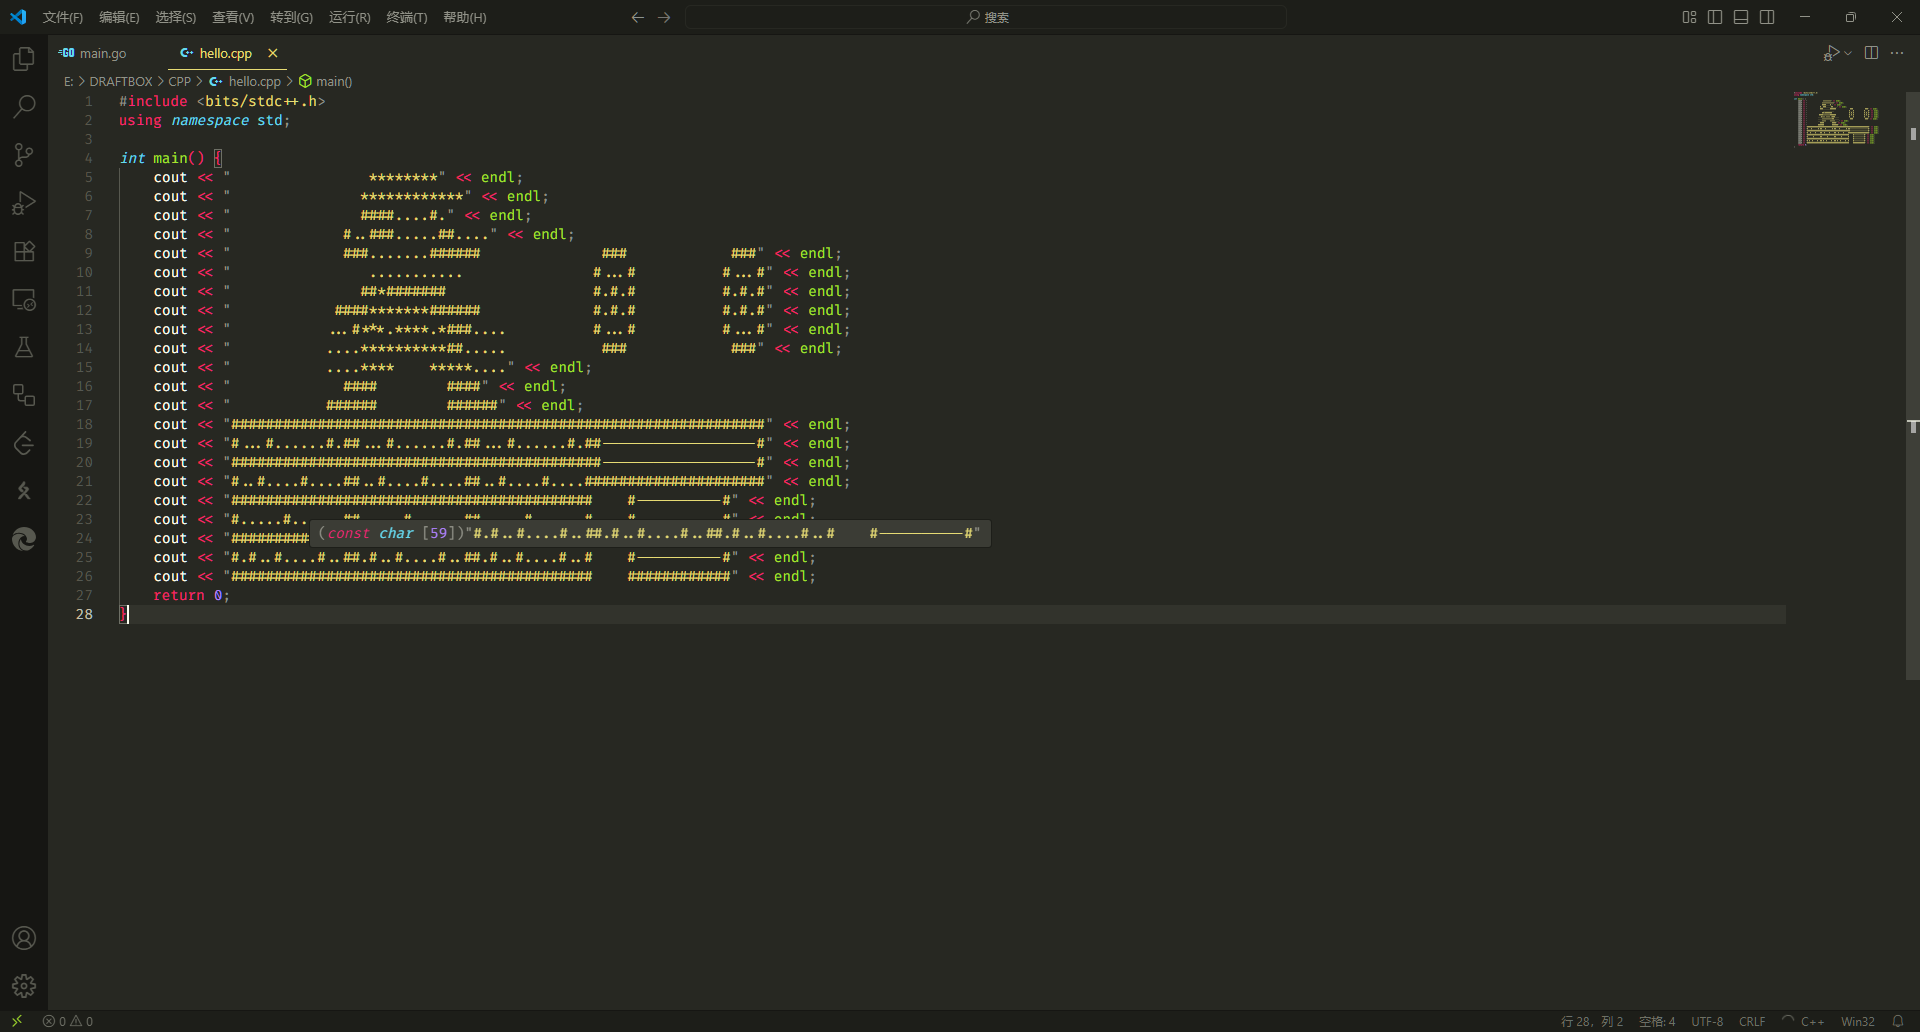 文件(F) 编辑(E) 选择(S) 查看(V) 转到(G) 运行(R) 终端(T) 帮助(H) 搜索
main.go hello.cpp
E: > DRAFTBOX > CPP > hello.cpp > main()
1 #include <bits/stdc++.h>
2 using namespace std;
3
4 int main() {
5     cout << "                ********" << endl;
6     cout << "               ************" << endl;
7     cout << "               ####....#." << endl;
8     cout << "             #..###.....##...." << endl;
9     cout << "             ###.......######              ###            ###" << endl;
10     cout << "                ...........               #...#          #...#" << endl;
11     cout << "               ##*#######                 #.#.#          #.#.#" << endl;
12     cout << "            ####*******######             #.#.#          #.#.#" << endl;
13     cout << "           ...#***.****.*###....          #...#          #...#" << endl;
14     cout << "           ....**********##.....           ###            ###" << endl;
15     cout << "           ....****    *****...." << endl;
16     cout << "             ####        ####" << endl;
17     cout << "           ######        ######" << endl;
18     cout << "##############################################################" << endl;
19     cout << "#...#......#.##...#......#.##...#......#.##------------------#" << endl;
20     cout << "###########################################------------------#" << endl;
21     cout << "#..#....#....##..#....#....##..#....#....#####################" << endl;
22     cout << "##########################################    #----------#" << endl;
23     cout << "#.....#..
24     cout << "#########
(const char [59])"#.#..#....#..##.#..#....#..##.#..#....#..#    #----------#"
25     cout << "#.#..#....#..##.#..#....#..##.#..#....#..#    #----------#" << endl;
26     cout << "##########################################    ############" << endl;
27     return 0;
28 }
0 0 行 28，列 2 空格: 4 UTF-8 CRLF C++ Win32